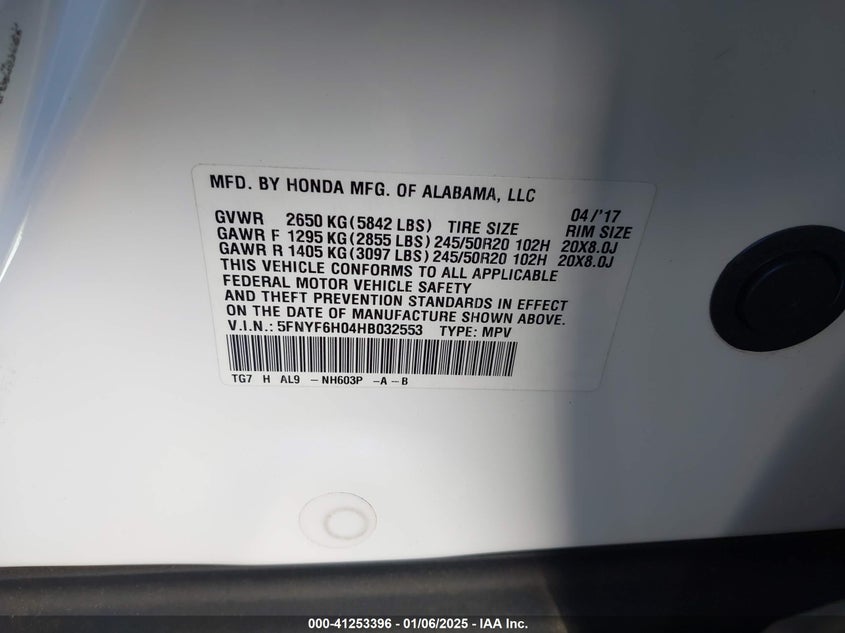 MFD. BY HONDA MFG. OF ALABAMA, LLC
04/'17
GVWR 2650 KG(5842 LBS) TIRE SIZE RIM SIZE
GAWR F 1295 KG(2855 LBS)245/50R20 102H 20X8.0J
GAWR R 1405 KG(3097 LBS)245/50R20 102H 20X8.0J
THIS VEHICLE CONFORMS TO ALL APPLICABLE
FEDERAL MOTOR VEHICLE SAFETY
AND THEFT PREVENTION STANDARDS IN EFFECT
ON THE DATE OF MANUFACTURE SHOWN ABOVE.
V.I.N.:5FNYF6H04HB032553 TYPE: MPV
TG7 H AL9 -NH603P -A-B
000-41253396 - 01/06/2025 - IAA Inc.